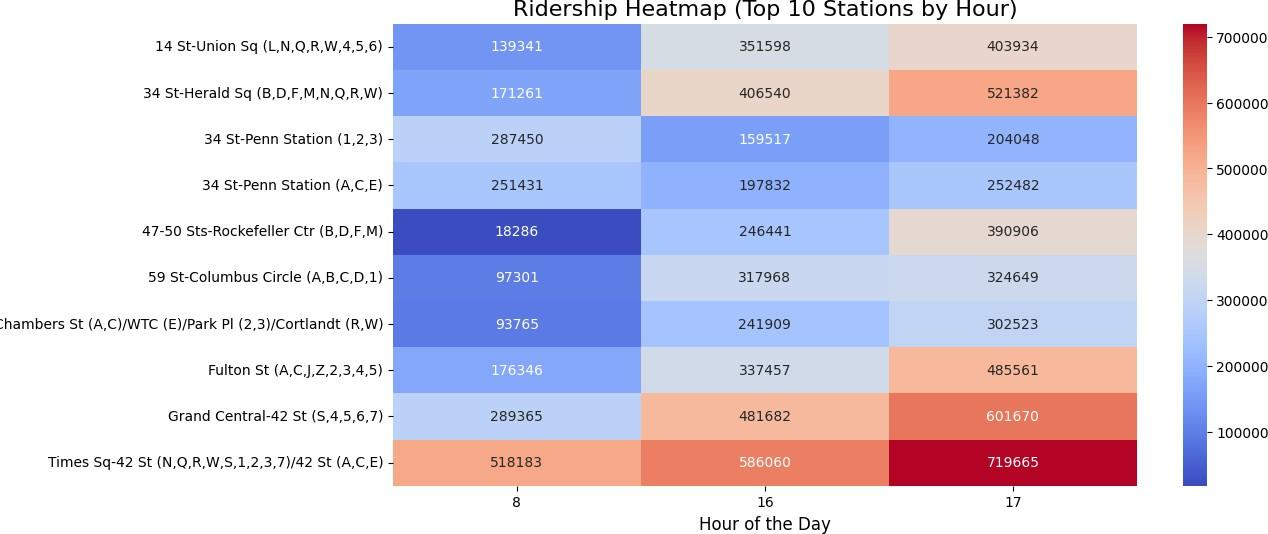 Ridership Heatmap (Top 10 Stations by Hour)
14 St-Union Sq (L,N,Q,R,W,4,5,6) 139341 351598 403934 700000
34 St-Herald Sq (B,D,F,M,N,Q,R,W) 171261 406540 521382 600000
34 St-Penn Station (1,2,3) 287450 159517 204048 500000
34 St-Penn Station (A,C,E) 251431 197832 252482
47-50 Sts-Rockefeller Ctr (B,D,F,M) 18286 246441 390906 400000
59 St-Columbus Circle (A,B,C,D,1) 97301 317968 324649 300000
Chambers St (A,C)/WTC (E)/Park Pl (2,3)/Cortlandt (R,W) 93765 241909 302523
Fulton St (A,C,J,Z,2,3,4,5) 176346 337457 485561 200000
Grand Central-42 St (S,4,5,6,7) 289365 481682 601670 100000
Times Sq-42 St (N,Q,R,W,S,1,2,3,7)/42 St (A,C,E) 518183 586060 719665
8 16 17
Hour of the Day